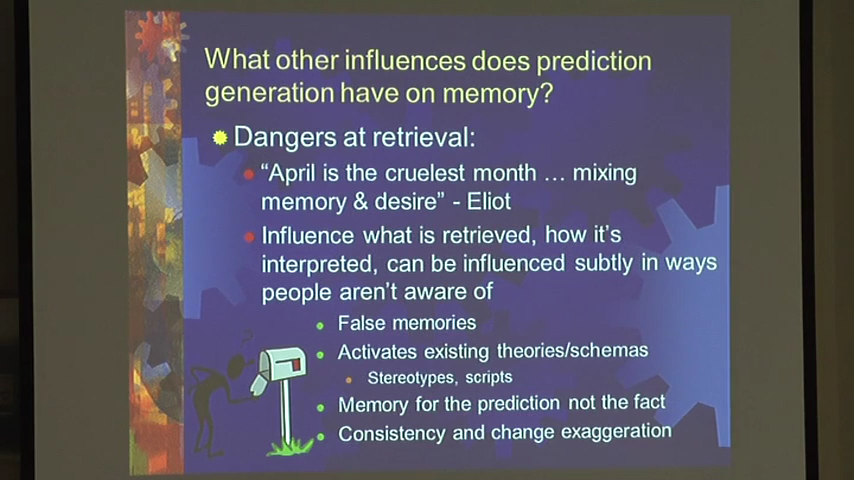 What other influences does prediction
generation have on memory?
Dangers at retrieval:
"April is the cruelest month … mixing
memory & desire" - Eliot
Influence what is retrieved, how it's
interpreted, can be influenced subtly in ways
people aren't aware of
False memories
Activates existing theories/schemas
Stereotypes, scripts
Memory for the prediction not the fact
Consistency and change exaggeration